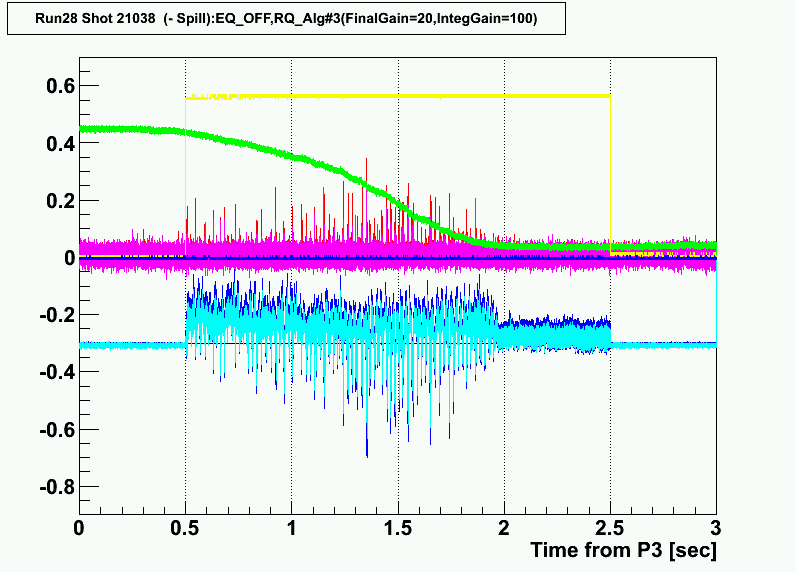 Run28 Shot 21038 (- Spill):EQ_OFF,RQ_Alg#3(FinalGain=20,IntegGain=100)
0.6
0.4
0.2
0
-0.2
-0.4
-0.6
-0.8
0 0.5 1 1.5 2 2.5 3
Time from P3 [sec]